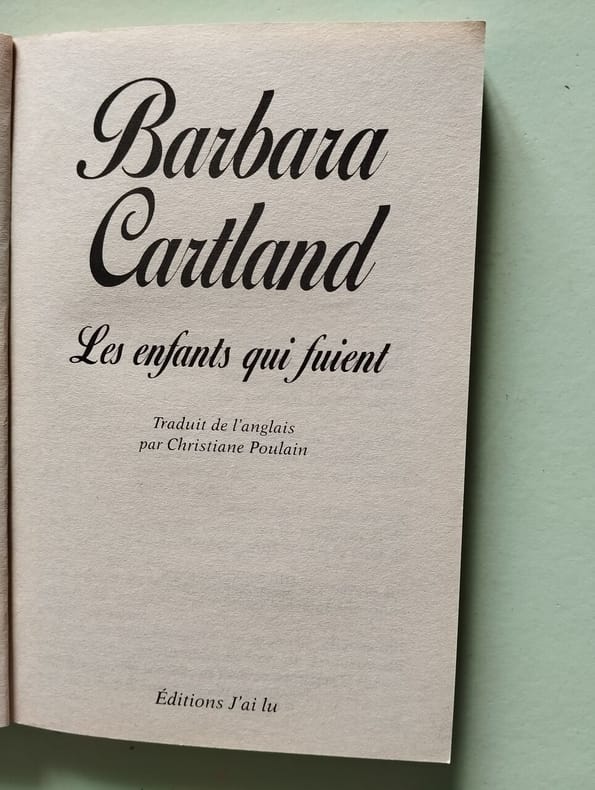 Barbara
Cartland
Les enfants qui fuient
Traduit de l'anglais
par Christiane Poulain
Éditions J'ai lu